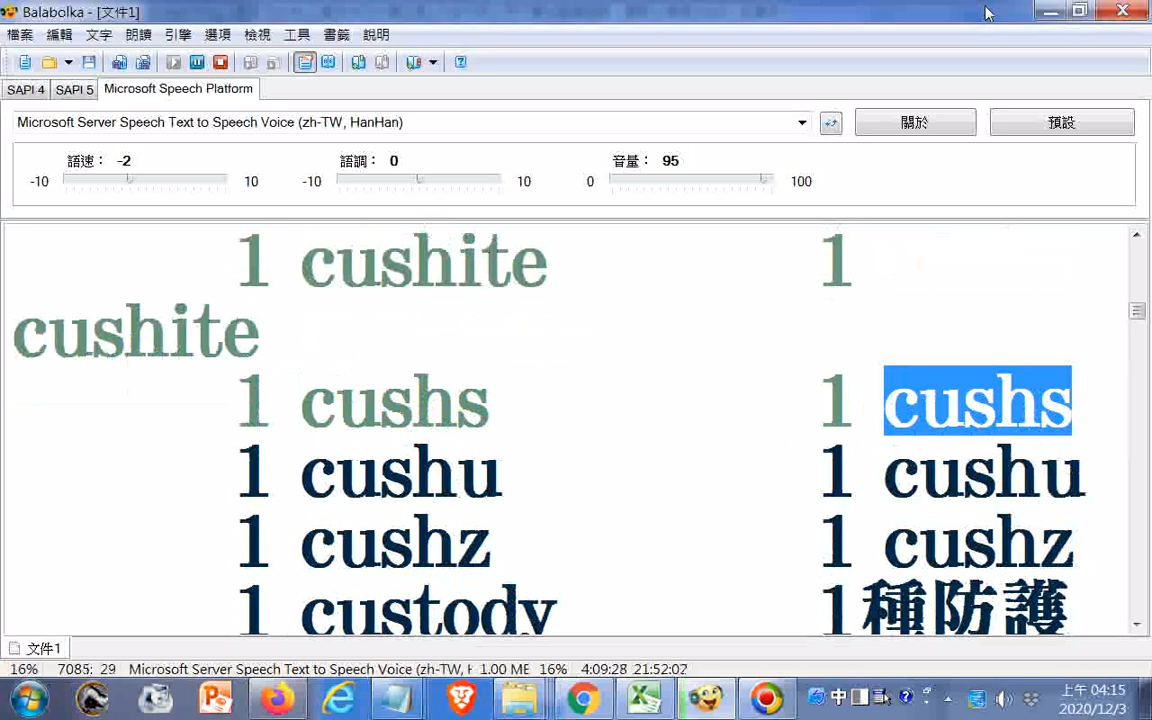 Balabolka - [文件1]
檔案 編輯 文字 朗讀 引擎 選項 檢視 工具 書籤 說明
SAPI 4 SAPI 5 Microsoft Speech Platform
Microsoft Server Speech Text to Speech Voice (zh-TW, HanHan) 關於 預設
語速： -2 語調： 0 音量： 95
-10 10 -10 10 0 100
1 cushite 1
cushite
1 cushs 1 cushs
1 cushu 1 cushu
1 cushz 1 cushz
1 custody 1種防護
文件1
16% 7085: 29 Microsoft Server Speech Text to Speech Voice (zh-TW, 1.00 ME 16% 4:09:28 21:52:07
中 上午 04:15
2020/12/3